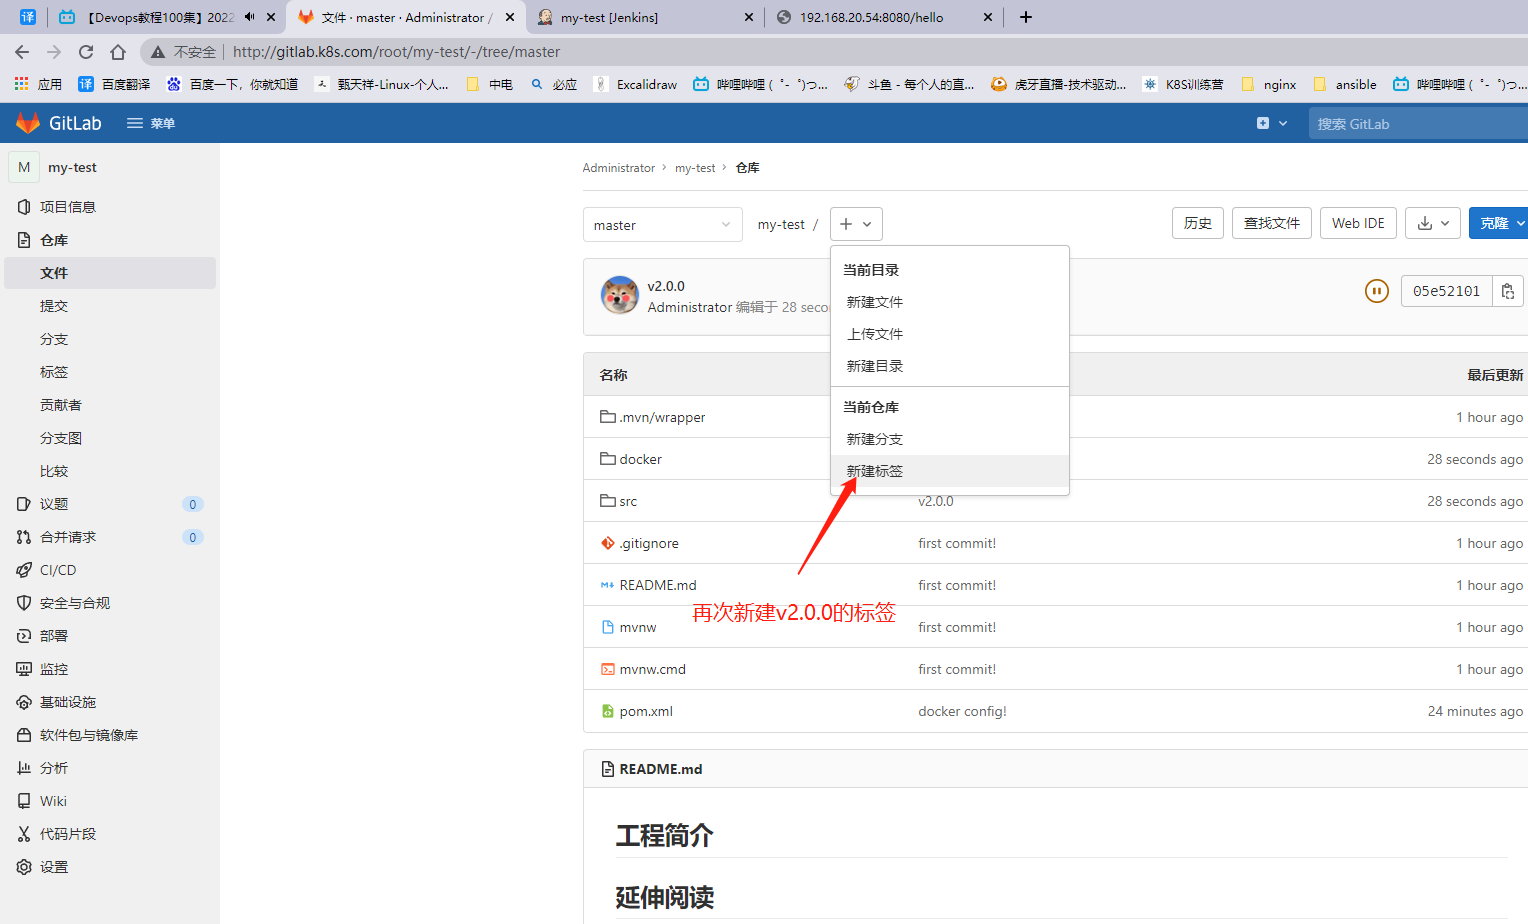 译
【Devops教程100集】2022
文件 · master · Administrator /
my-test [Jenkins]
192.168.20.54:8080/hello
不安全
http://gitlab.k8s.com/root/my-test/-/tree/master
应用
译 百度翻译
百度一下，你就知道
甄天祥-Linux-个人...
中电
必应
Excalidraw
哔哩哔哩 ( ゜- ゜)つ...
斗鱼 - 每个人的直...
虎牙直播-技术驱动...
K8S训练营
nginx
ansible
哔哩哔哩 ( ゜- ゜)つ...
GitLab
菜单
搜索 GitLab
M my-test
项目信息
仓库
文件
提交
分支
标签
贡献者
分支图
比较
议题 0
合并请求 0
CI/CD
安全与合规
部署
监控
基础设施
软件包与镜像库
分析
Wiki
代码片段
设置
Administrator › my-test › 仓库
master
my-test / +
历史
查找文件
Web IDE
克隆
v2.0.0
Administrator 编辑于 28 seco
05e52101
当前目录
新建文件
上传文件
新建目录
当前仓库
新建分支
新建标签
名称 最后更新
.mvn/wrapper 1 hour ago
docker 28 seconds ago
src v2.0.0 28 seconds ago
.gitignore first commit! 1 hour ago
README.md first commit! 1 hour ago
再次新建v2.0.0的标签
mvnw first commit! 1 hour ago
mvnw.cmd first commit! 1 hour ago
pom.xml docker config! 24 minutes ago
README.md
工程简介
延伸阅读